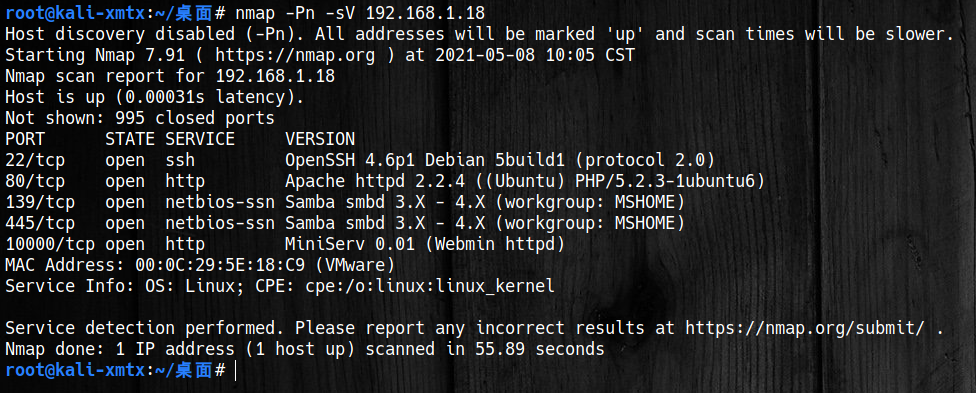 root@kali-xmtx:~/桌面# nmap -Pn -sV 192.168.1.18
Host discovery disabled (-Pn). All addresses will be marked 'up' and scan times will be slower.
Starting Nmap 7.91 ( https://nmap.org ) at 2021-05-08 10:05 CST
Nmap scan report for 192.168.1.18
Host is up (0.00031s latency).
Not shown: 995 closed ports
PORT      STATE SERVICE     VERSION
22/tcp    open  ssh         OpenSSH 4.6p1 Debian 5build1 (protocol 2.0)
80/tcp    open  http        Apache httpd 2.2.4 ((Ubuntu) PHP/5.2.3-1ubuntu6)
139/tcp   open  netbios-ssn Samba smbd 3.X - 4.X (workgroup: MSHOME)
445/tcp   open  netbios-ssn Samba smbd 3.X - 4.X (workgroup: MSHOME)
10000/tcp open  http        MiniServ 0.01 (Webmin httpd)
MAC Address: 00:0C:29:5E:18:C9 (VMware)
Service Info: OS: Linux; CPE: cpe:/o:linux:linux_kernel
Service detection performed. Please report any incorrect results at https://nmap.org/submit/ .
Nmap done: 1 IP address (1 host up) scanned in 55.89 seconds
root@kali-xmtx:~/桌面#